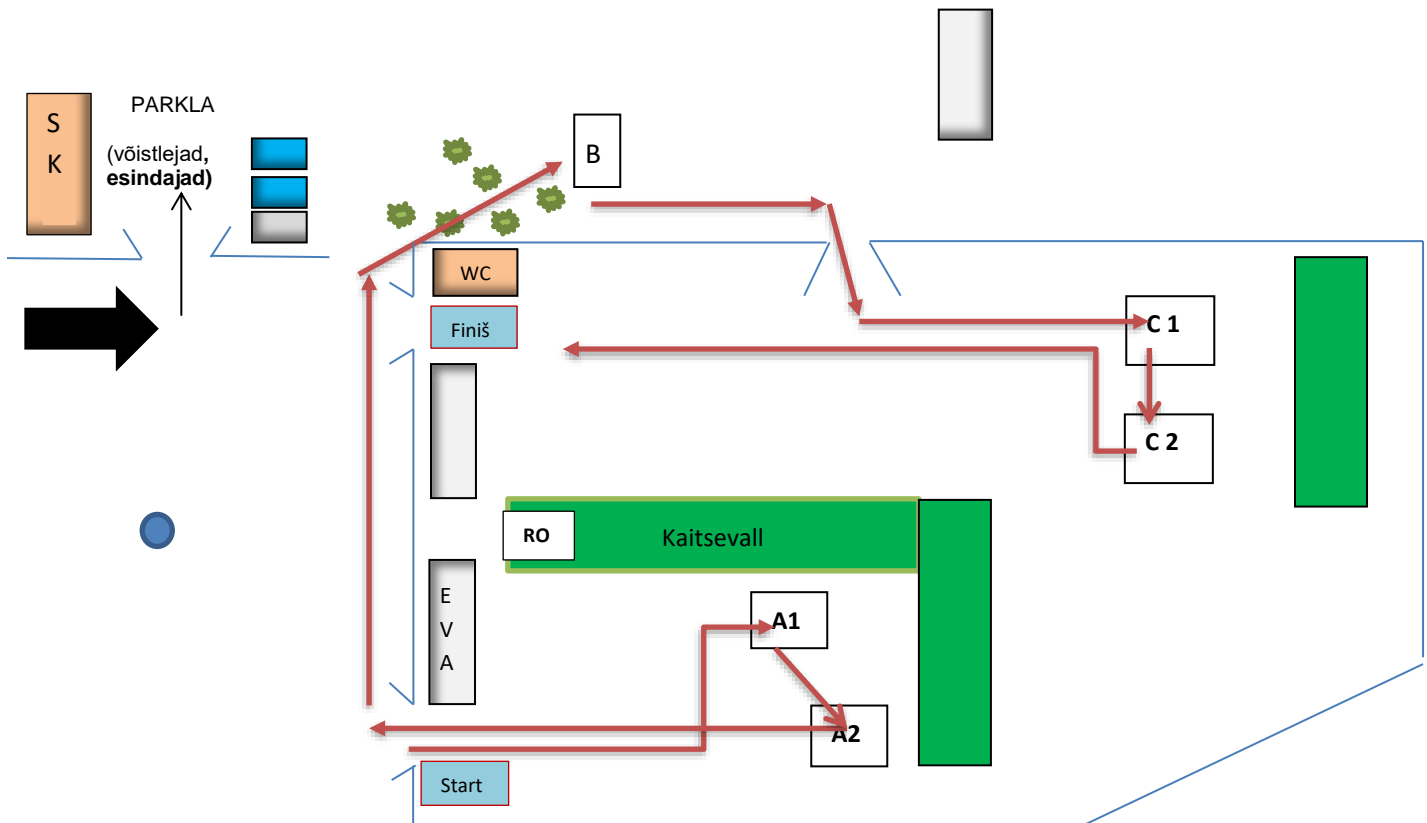 S
K
PARKLA
(võistlejad,
esindajad)
B
WC
Finiš
C 1
C 2
RO
Kaitsevall
E
V
A
A1
A2
Start